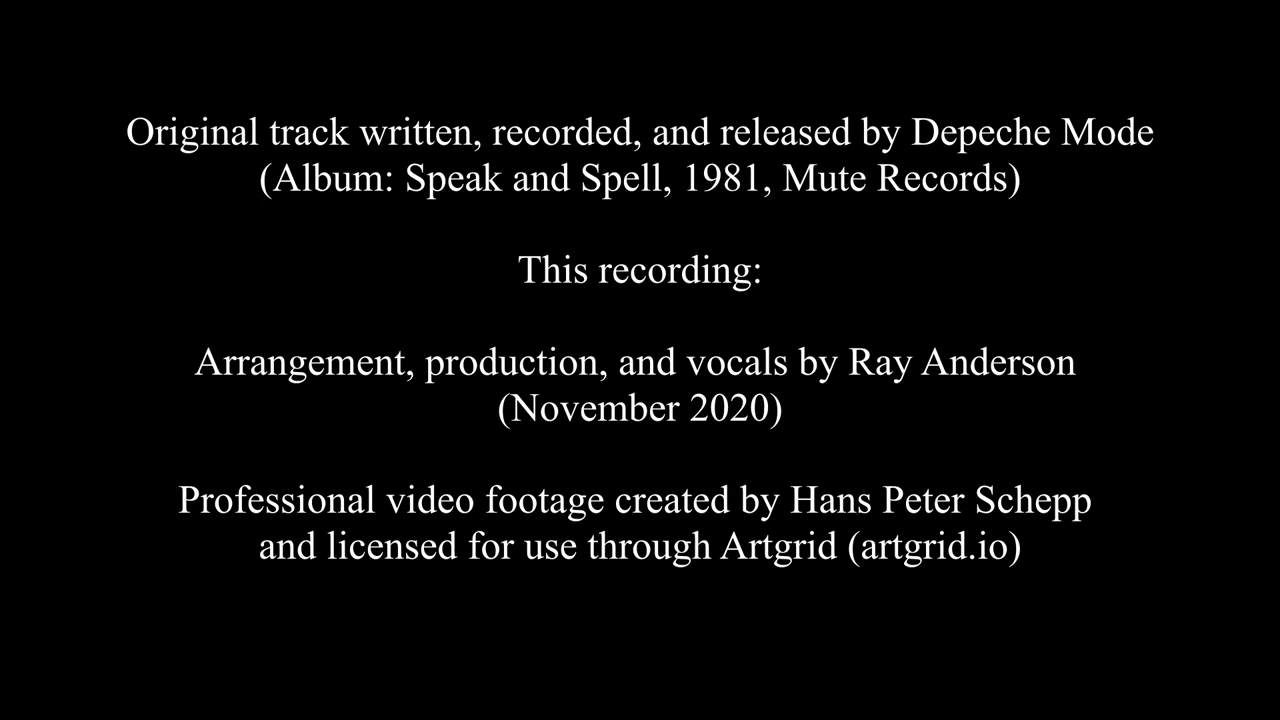 Original track written, recorded, and released by Depeche Mode
(Album: Speak and Spell, 1981, Mute Records)
This recording:
Arrangement, production, and vocals by Ray Anderson
(November 2020)
Professional video footage created by Hans Peter Schepp
and licensed for use through Artgrid (artgrid.io)